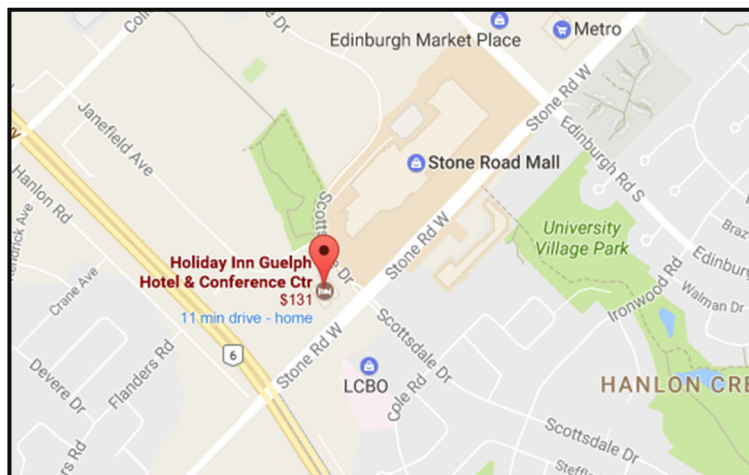 Edinburgh Market Place
Metro
Stone Rd W
Janefield Ave
Edinburgh Rd S
Stone Road Mall
Hanlon Rd
Scottsdale Dr
Stone Rd W
University
Village Park
Holiday Inn Guelph
Hotel & Conference Ctr
$131
11 min drive - home
Crane Ave
Ironwood Rd
Edinburgh
Walman Dr
6
Stone Rd W
Scottsdale Dr
Flanders Rd
Devere Dr
LCBO
Cole Rd
HANLON CRE
Scottsdale Dr